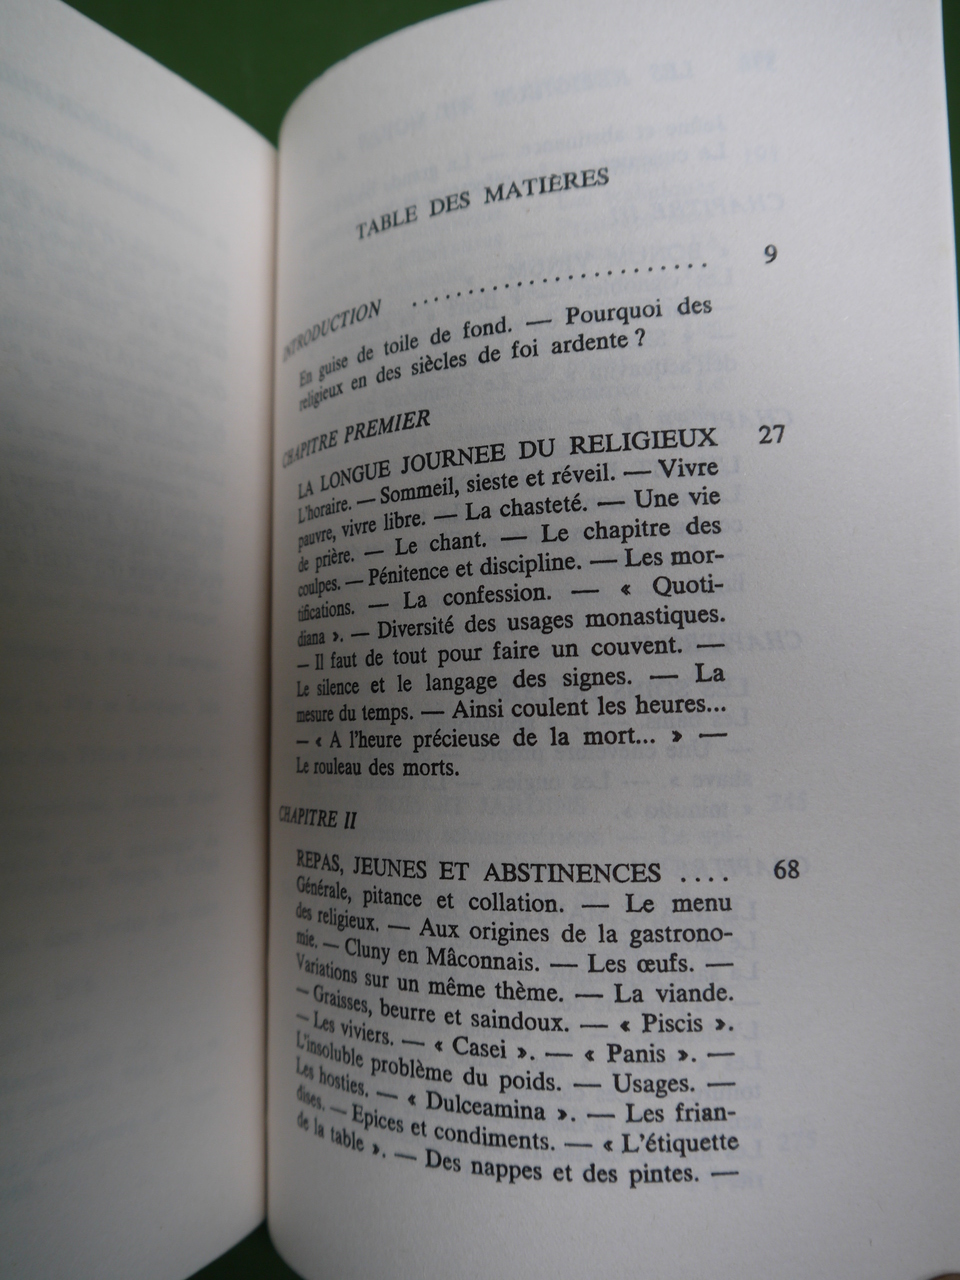 TABLE DES MATIÈRES
INTRODUCTION ........................ 9
En guise de toile de fond. — Pourquoi des
religieux en des siècles de foi ardente ?
CHAPITRE PREMIER
LA LONGUE JOURNEE DU RELIGIEUX 27
L'horaire. — Sommeil, sieste et réveil. — Vivre
pauvre, vivre libre. — La chasteté. — Une vie
de prière. — Le chant. — Le chapitre des
coulpes. — Pénitence et discipline. — Les mor-
tifications. — La confession. — « Quoti-
diana ». — Diversité des usages monastiques.
— Il faut de tout pour faire un couvent. —
Le silence et le langage des signes. — La
mesure du temps. — Ainsi coulent les heures...
— « A l'heure précieuse de la mort... » —
Le rouleau des morts.
CHAPITRE II
REPAS, JEUNES ET ABSTINENCES .... 68
Générale, pitance et collation. — Le menu
des religieux. — Aux origines de la gastrono-
mie. — Cluny en Mâconnais. — Les œufs. —
Variations sur un même thème. — La viande.
— Graisses, beurre et saindoux. — « Piscis ».
— Les viviers. — « Casei ». — « Panis ». —
L'insoluble problème du poids. — Usages. —
Les hosties. — « Dulceamina ». — Les frian-
dises. — Epices et condiments. — « L'étiquette
de la table ». — Des nappes et des pintes. —